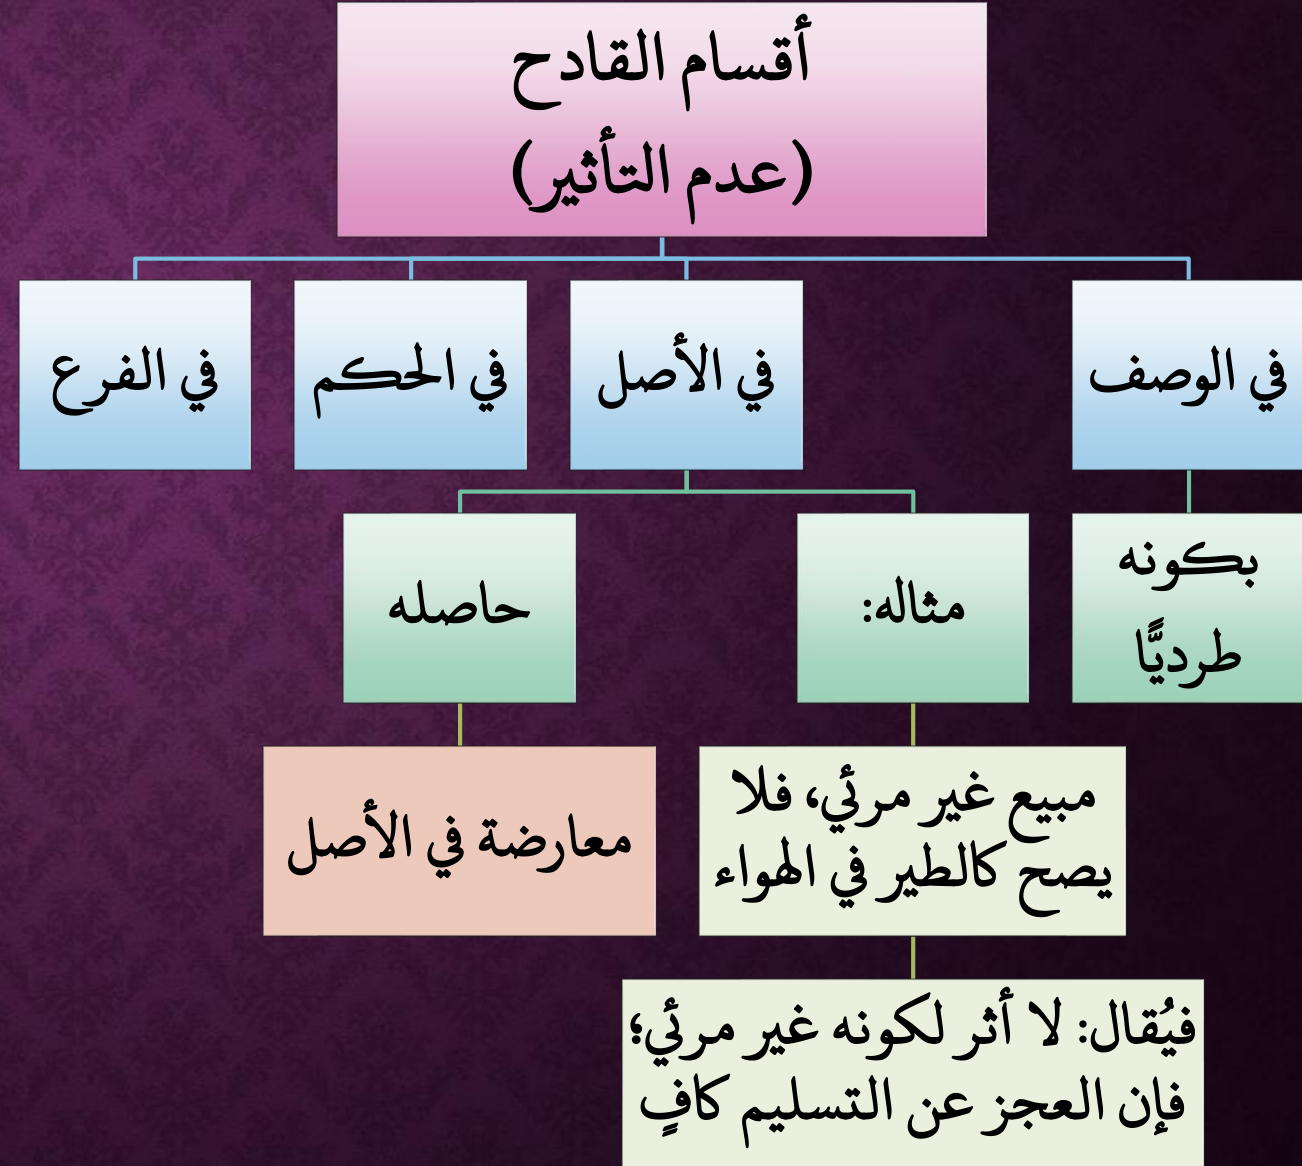 أقسام القادح
(عدم التأثير)
في الوصف
في الأصل
في الحكم
في الفرع
بكونه
طرديًّا
مثاله:
حاصله
مبيع غير مرئي، فلا
يصح كالطير في الهواء
معارضة في الأصل
فيُقال: لا أثر لكونه غير مرئي؛
فإن العجز عن التسليم كافٍ